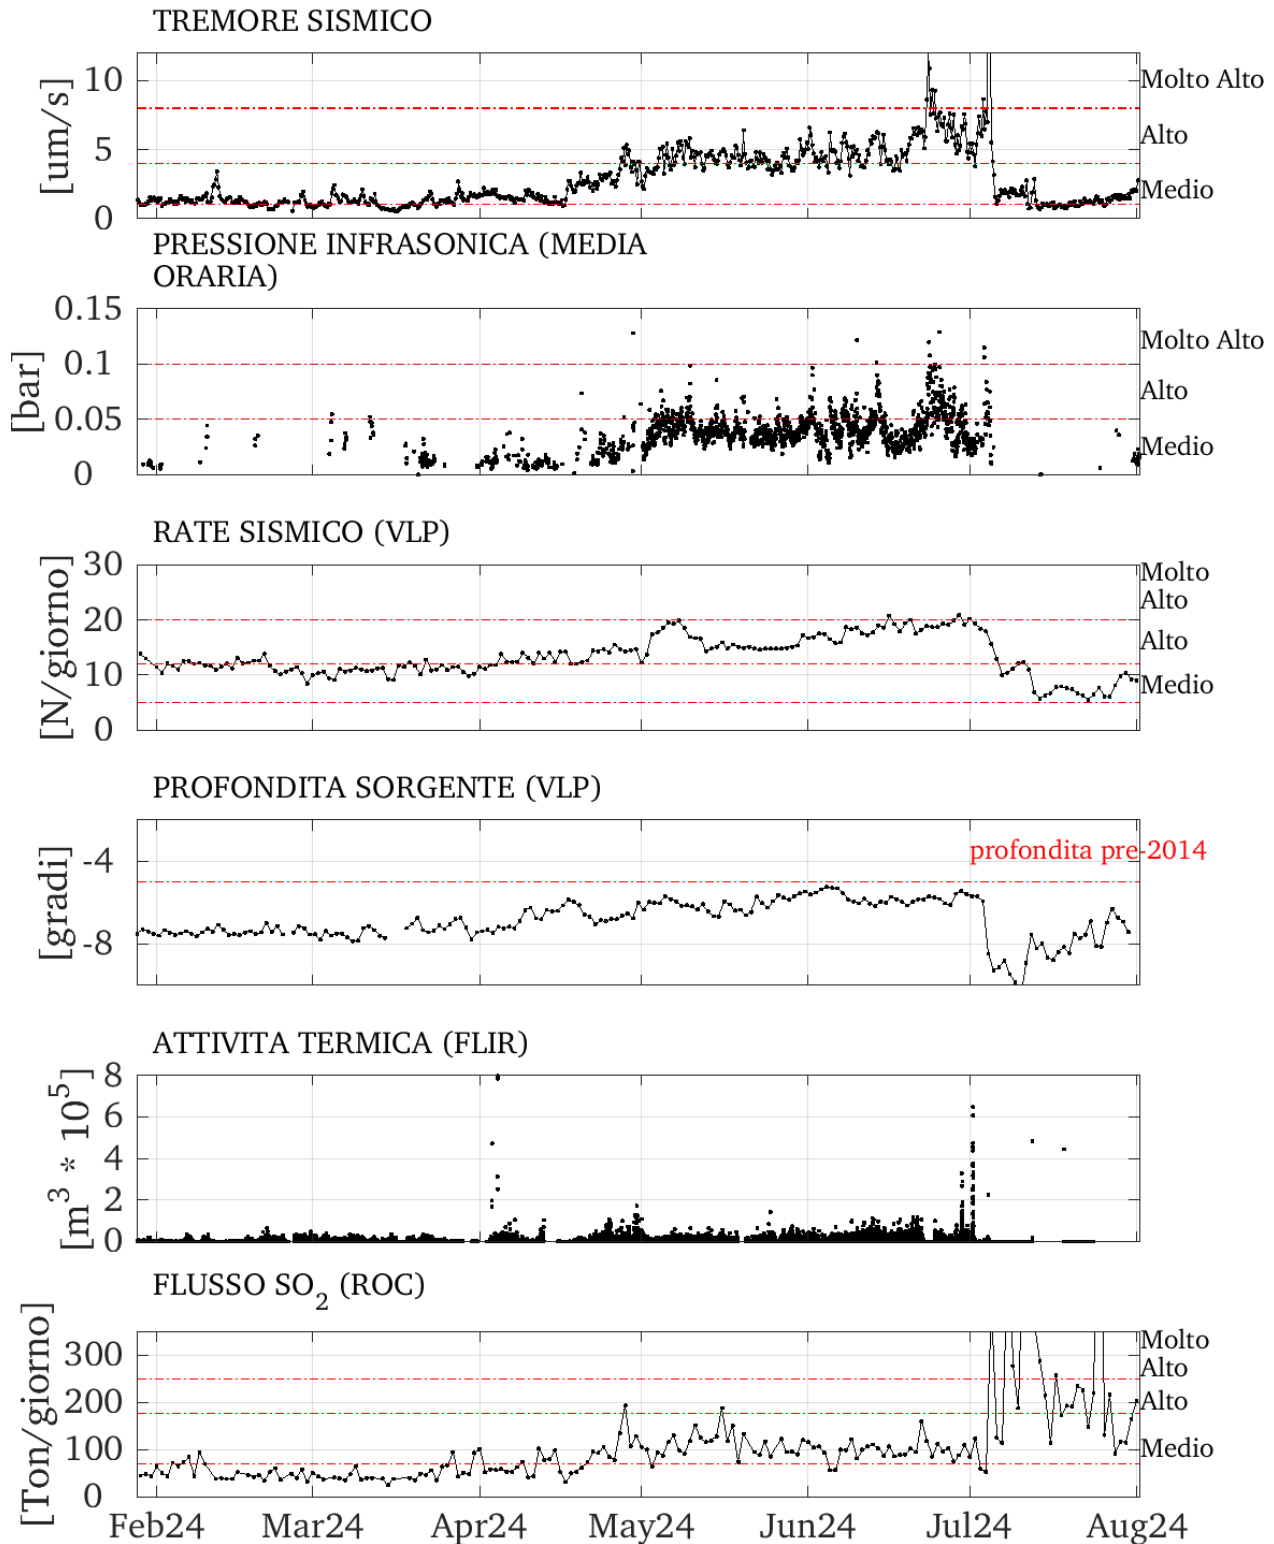 TREMORE SISMICO
[um/s]
10
5
0
Molto Alto
Alto
Medio
PRESSIONE INFRASONICA (MEDIA
ORARIA)
[bar]
0.15
0.1
0.05
0
Molto Alto
Alto
Medio
RATE SISMICO (VLP)
[N/giorno]
30
20
10
0
Molto
Alto
Alto
Medio
PROFONDITA SORGENTE (VLP)
[gradi]
-4
-8
profondita pre-2014
ATTIVITA TERMICA (FLIR)
[m³ * 10⁵]
8
6
4
2
0
FLUSSO SO₂ (ROC)
[Ton/giorno]
300
200
100
0
Molto
Alto
Alto
Medio
Feb24 Mar24 Apr24 May24 Jun24 Jul24 Aug24